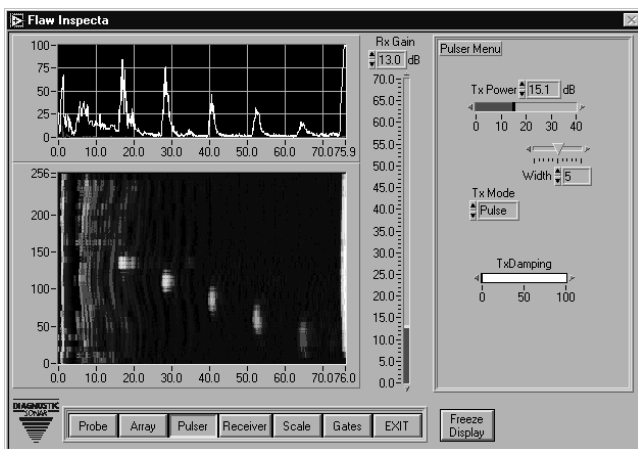 Flaw Inspecta
100-
75-
50-
25-
0-
0.0 10.0 20.0 30.0 40.0 50.0 60.0 70.075.9
256-
200-
150-
100-
50-
0-
0.0 10.0 20.0 30.0 40.0 50.0 60.0 70.076.0
Rx Gain
13.0 dB
70.0-
65.0-
60.0-
55.0-
50.0-
45.0-
40.0-
35.0-
30.0-
25.0-
20.0-
15.0-
10.0-
5.0-
0.0-
Pulser Menu
Tx Power 15.1 dB
0 10 20 30 40
Width 5
Tx Mode
Pulse
TxDamping
0 50 100
DIAGNOSTIC
SONAR
Probe Array Pulser Receiver Scale Gates EXIT
Freeze
Display